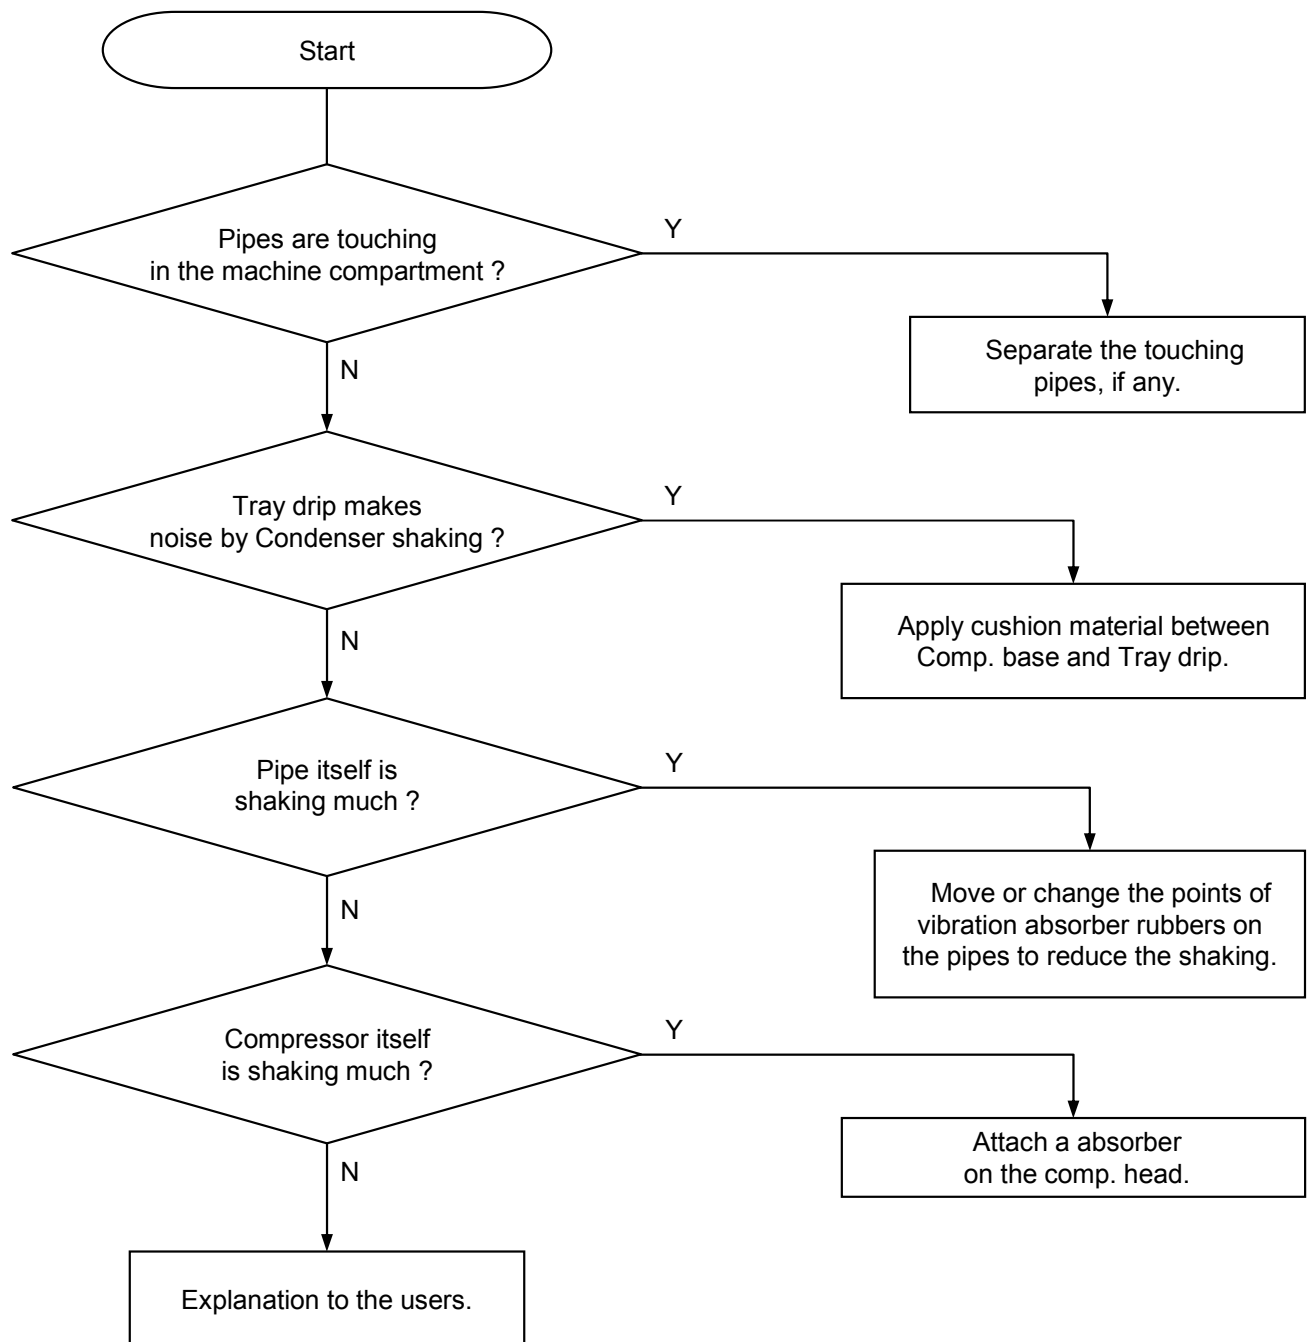 Start
Pipes are touching
in the machine compartment ?
Y
Separate the touching
pipes, if any.
N
Tray drip makes
noise by Condenser shaking ?
Y
Apply cushion material between
Comp. base and Tray drip.
N
Pipe itself is
shaking much ?
Y
Move or change the points of
vibration absorber rubbers on
the pipes to reduce the shaking.
N
Compressor itself
is shaking much ?
Y
Attach a absorber
on the comp. head.
N
Explanation to the users.